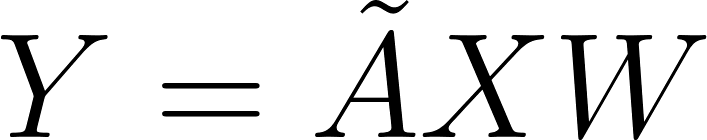 Y = ÃXW